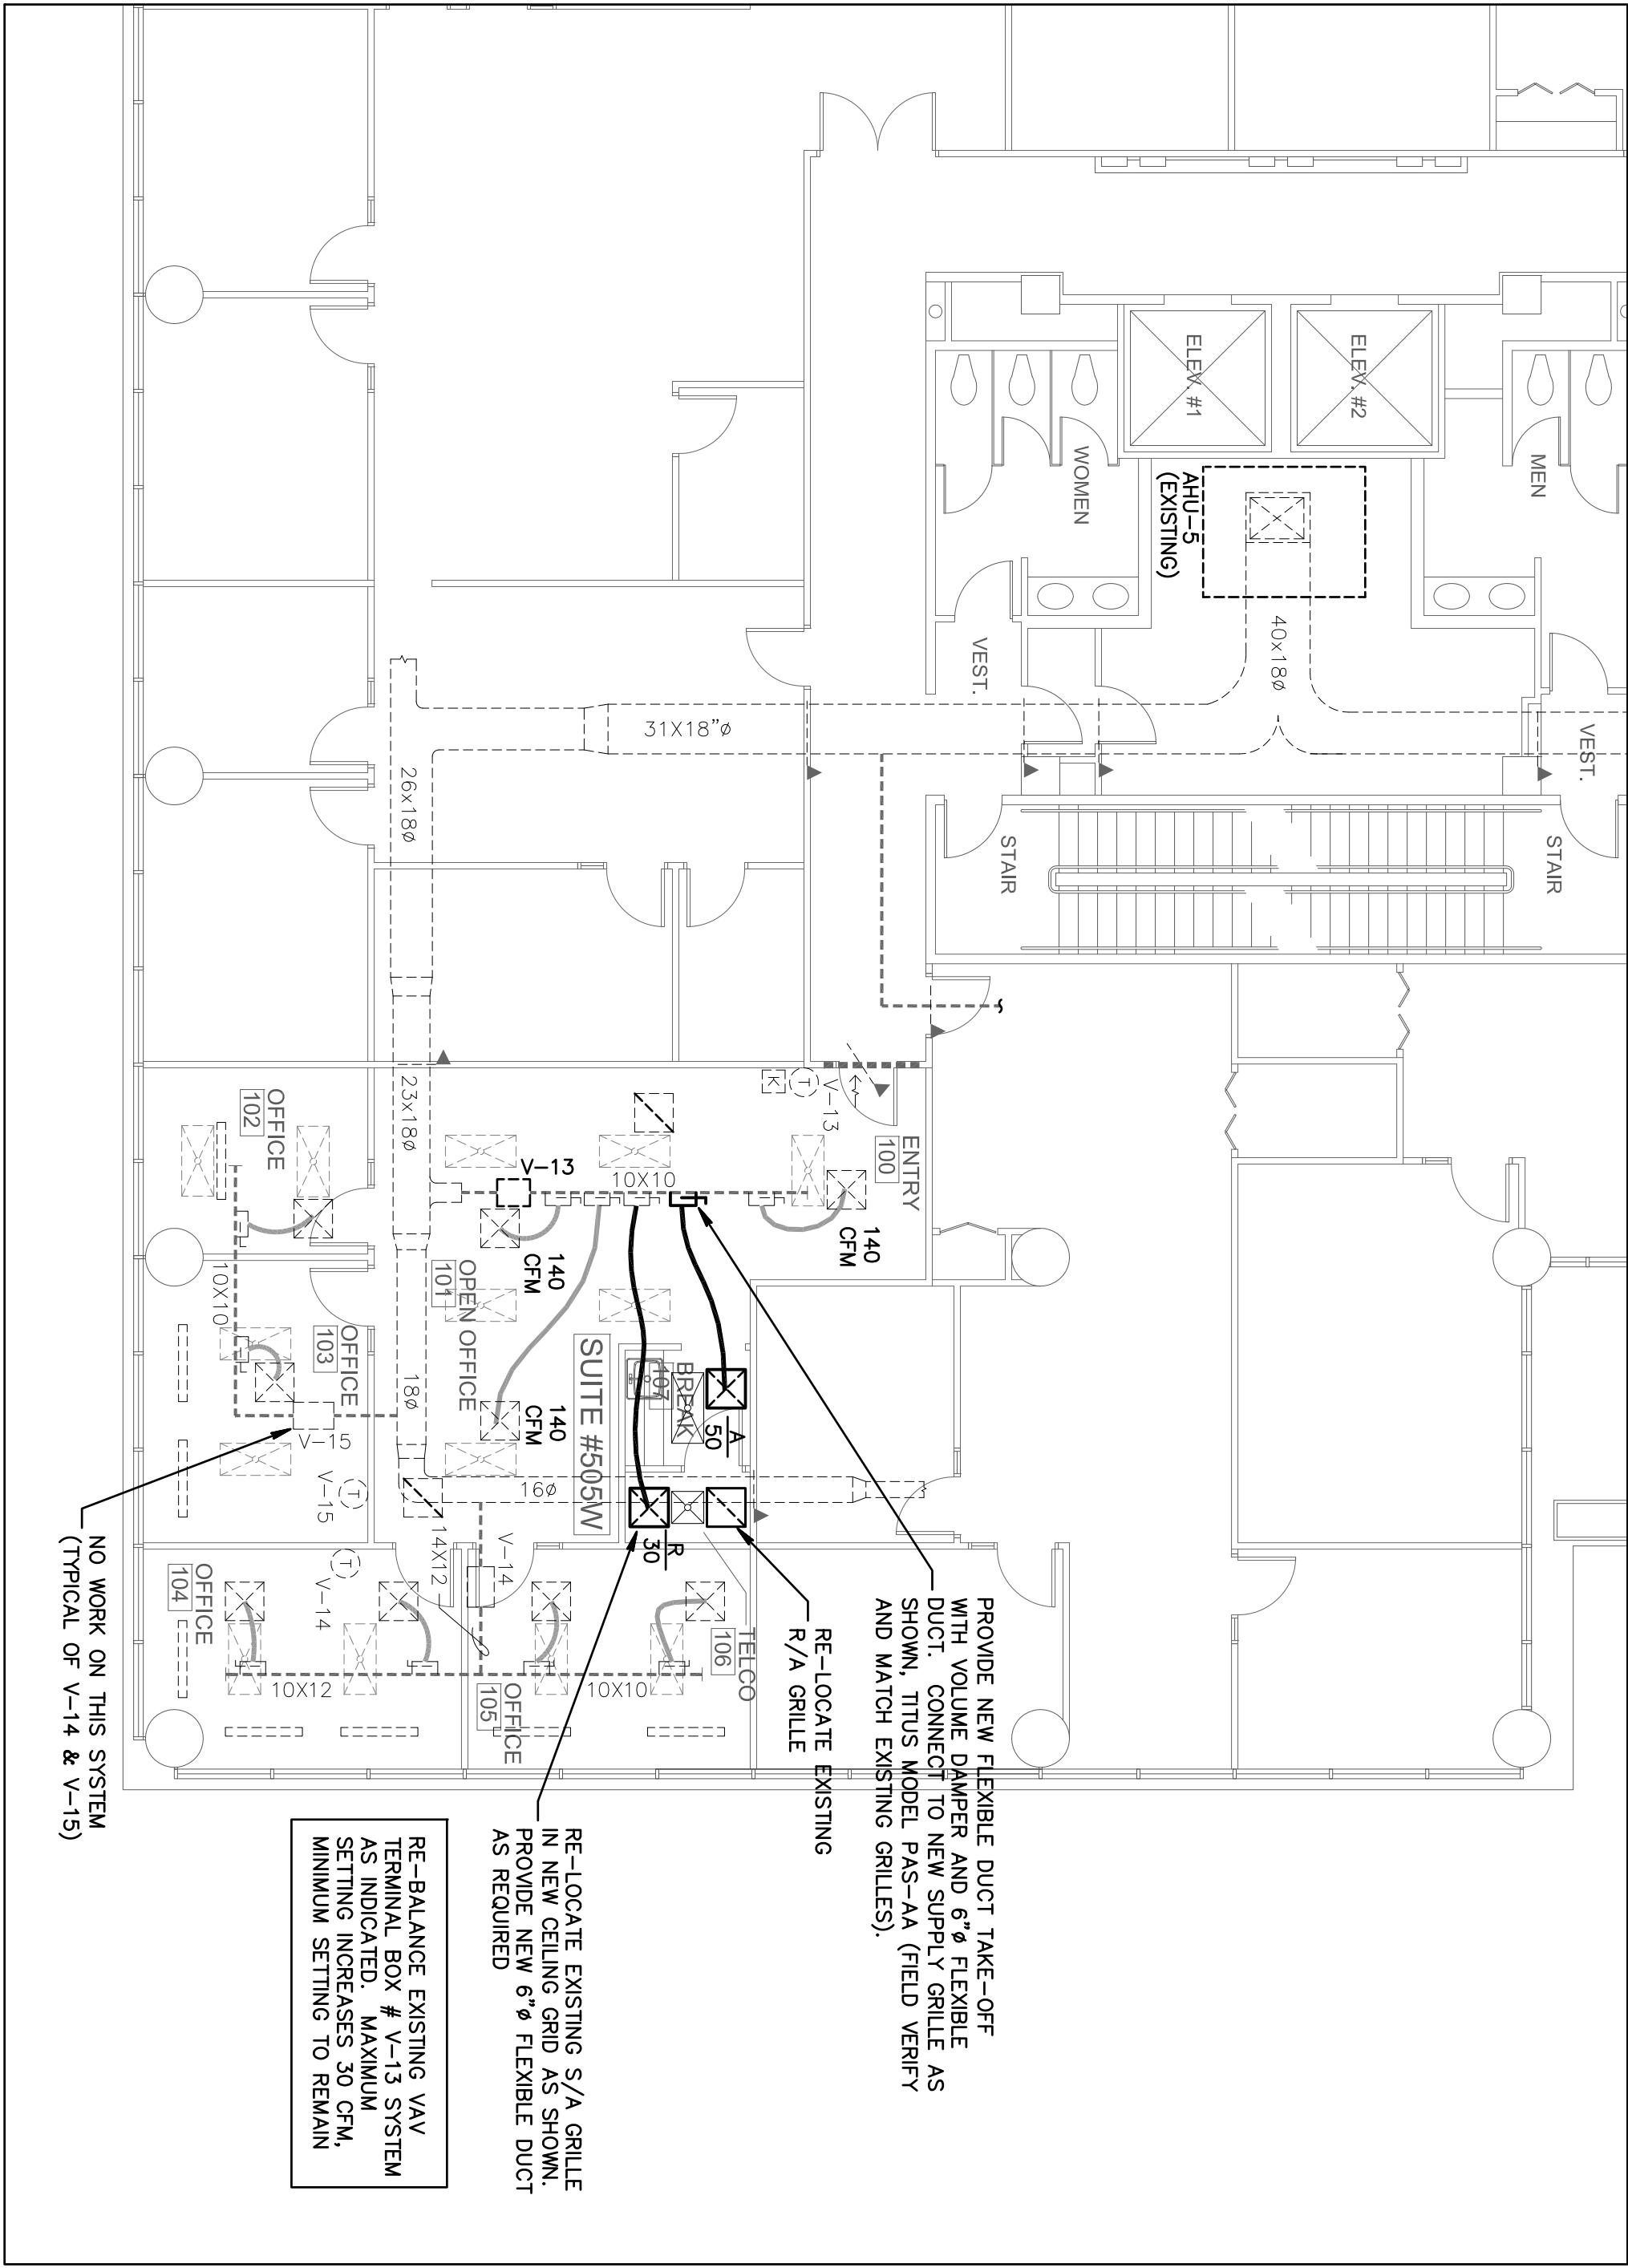 ELEV. #2
ELEV. #1
MEN
WOMEN
AHU-5
(EXISTING)
40x18ø
VEST.
VEST.
31X18"ø
STAIR
STAIR
26x18ø
23x18ø
18ø
16ø
V-13
T
K
ENTRY
100
140
CFM
10X10
V-13
140
CFM
OPEN OFFICE
101
140
CFM
SUITE #505W
BREAK
107
A
50
R
30
OFFICE
102
10X10
OFFICE
103
V-15
T
V-15
T
V-14
V-14
14X12
OFFICE
104
10X12
OFFICE
105
10X10
TELCO
106
PROVIDE NEW FLEXIBLE DUCT TAKE-OFF
WITH VOLUME DAMPER AND 6"ø FLEXIBLE
DUCT. CONNECT TO NEW SUPPLY GRILLE AS
SHOWN, TITUS MODEL PAS-AA (FIELD VERIFY
AND MATCH EXISTING GRILLES).
RE-LOCATE EXISTING
R/A GRILLE
RE-LOCATE EXISTING S/A GRILLE
IN NEW CEILING GRID AS SHOWN.
PROVIDE NEW 6"ø FLEXIBLE DUCT
AS REQUIRED
RE-BALANCE EXISTING VAV
TERMINAL BOX # V-13 SYSTEM
AS INDICATED. MAXIMUM
SETTING INCREASES 30 CFM,
MINIMUM SETTING TO REMAIN
NO WORK ON THIS SYSTEM
(TYPICAL OF V-14 & V-15)